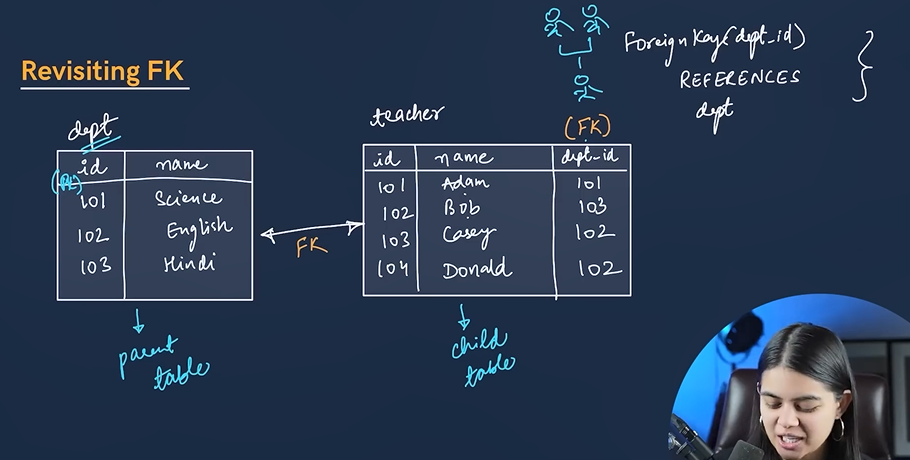 Revisiting FK
Foreign Key(dept_id)
REFERENCES
dept
dept
id name
(PK)
101 Science
102 English
103 Hindi
FK
teacher
(FK)
id name dept_id
101 Adam 101
102 Bob 103
103 Casey 102
104 Donald 102
parent
table
child
table